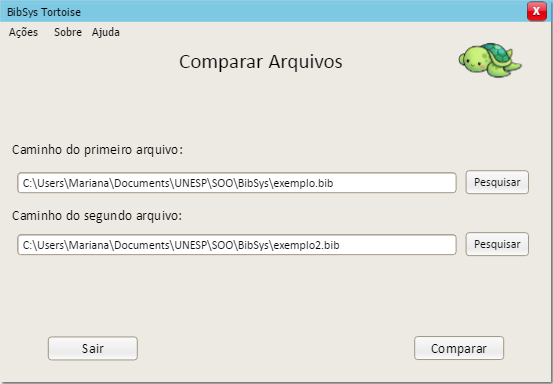 BibSys Tortoise
X
Ações Sobre Ajuda
Comparar Arquivos
Caminho do primeiro arquivo:
C:\Users\Mariana\Documents\UNESP\SOO\BibSys\exemplo.bib
Pesquisar
Caminho do segundo arquivo:
C:\Users\Mariana\Documents\UNESP\SOO\BibSys\exemplo2.bib
Pesquisar
Sair
Comparar